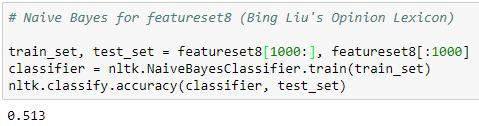 # Naive Bayes for featureset8 (Bing Liu's Opinion Lexicon)
train_set, test_set = featureset8[1000:], featureset8[:1000]
classifier = nltk.NaiveBayesClassifier.train(train_set)
nltk.classify.accuracy(classifier, test_set)
0.513